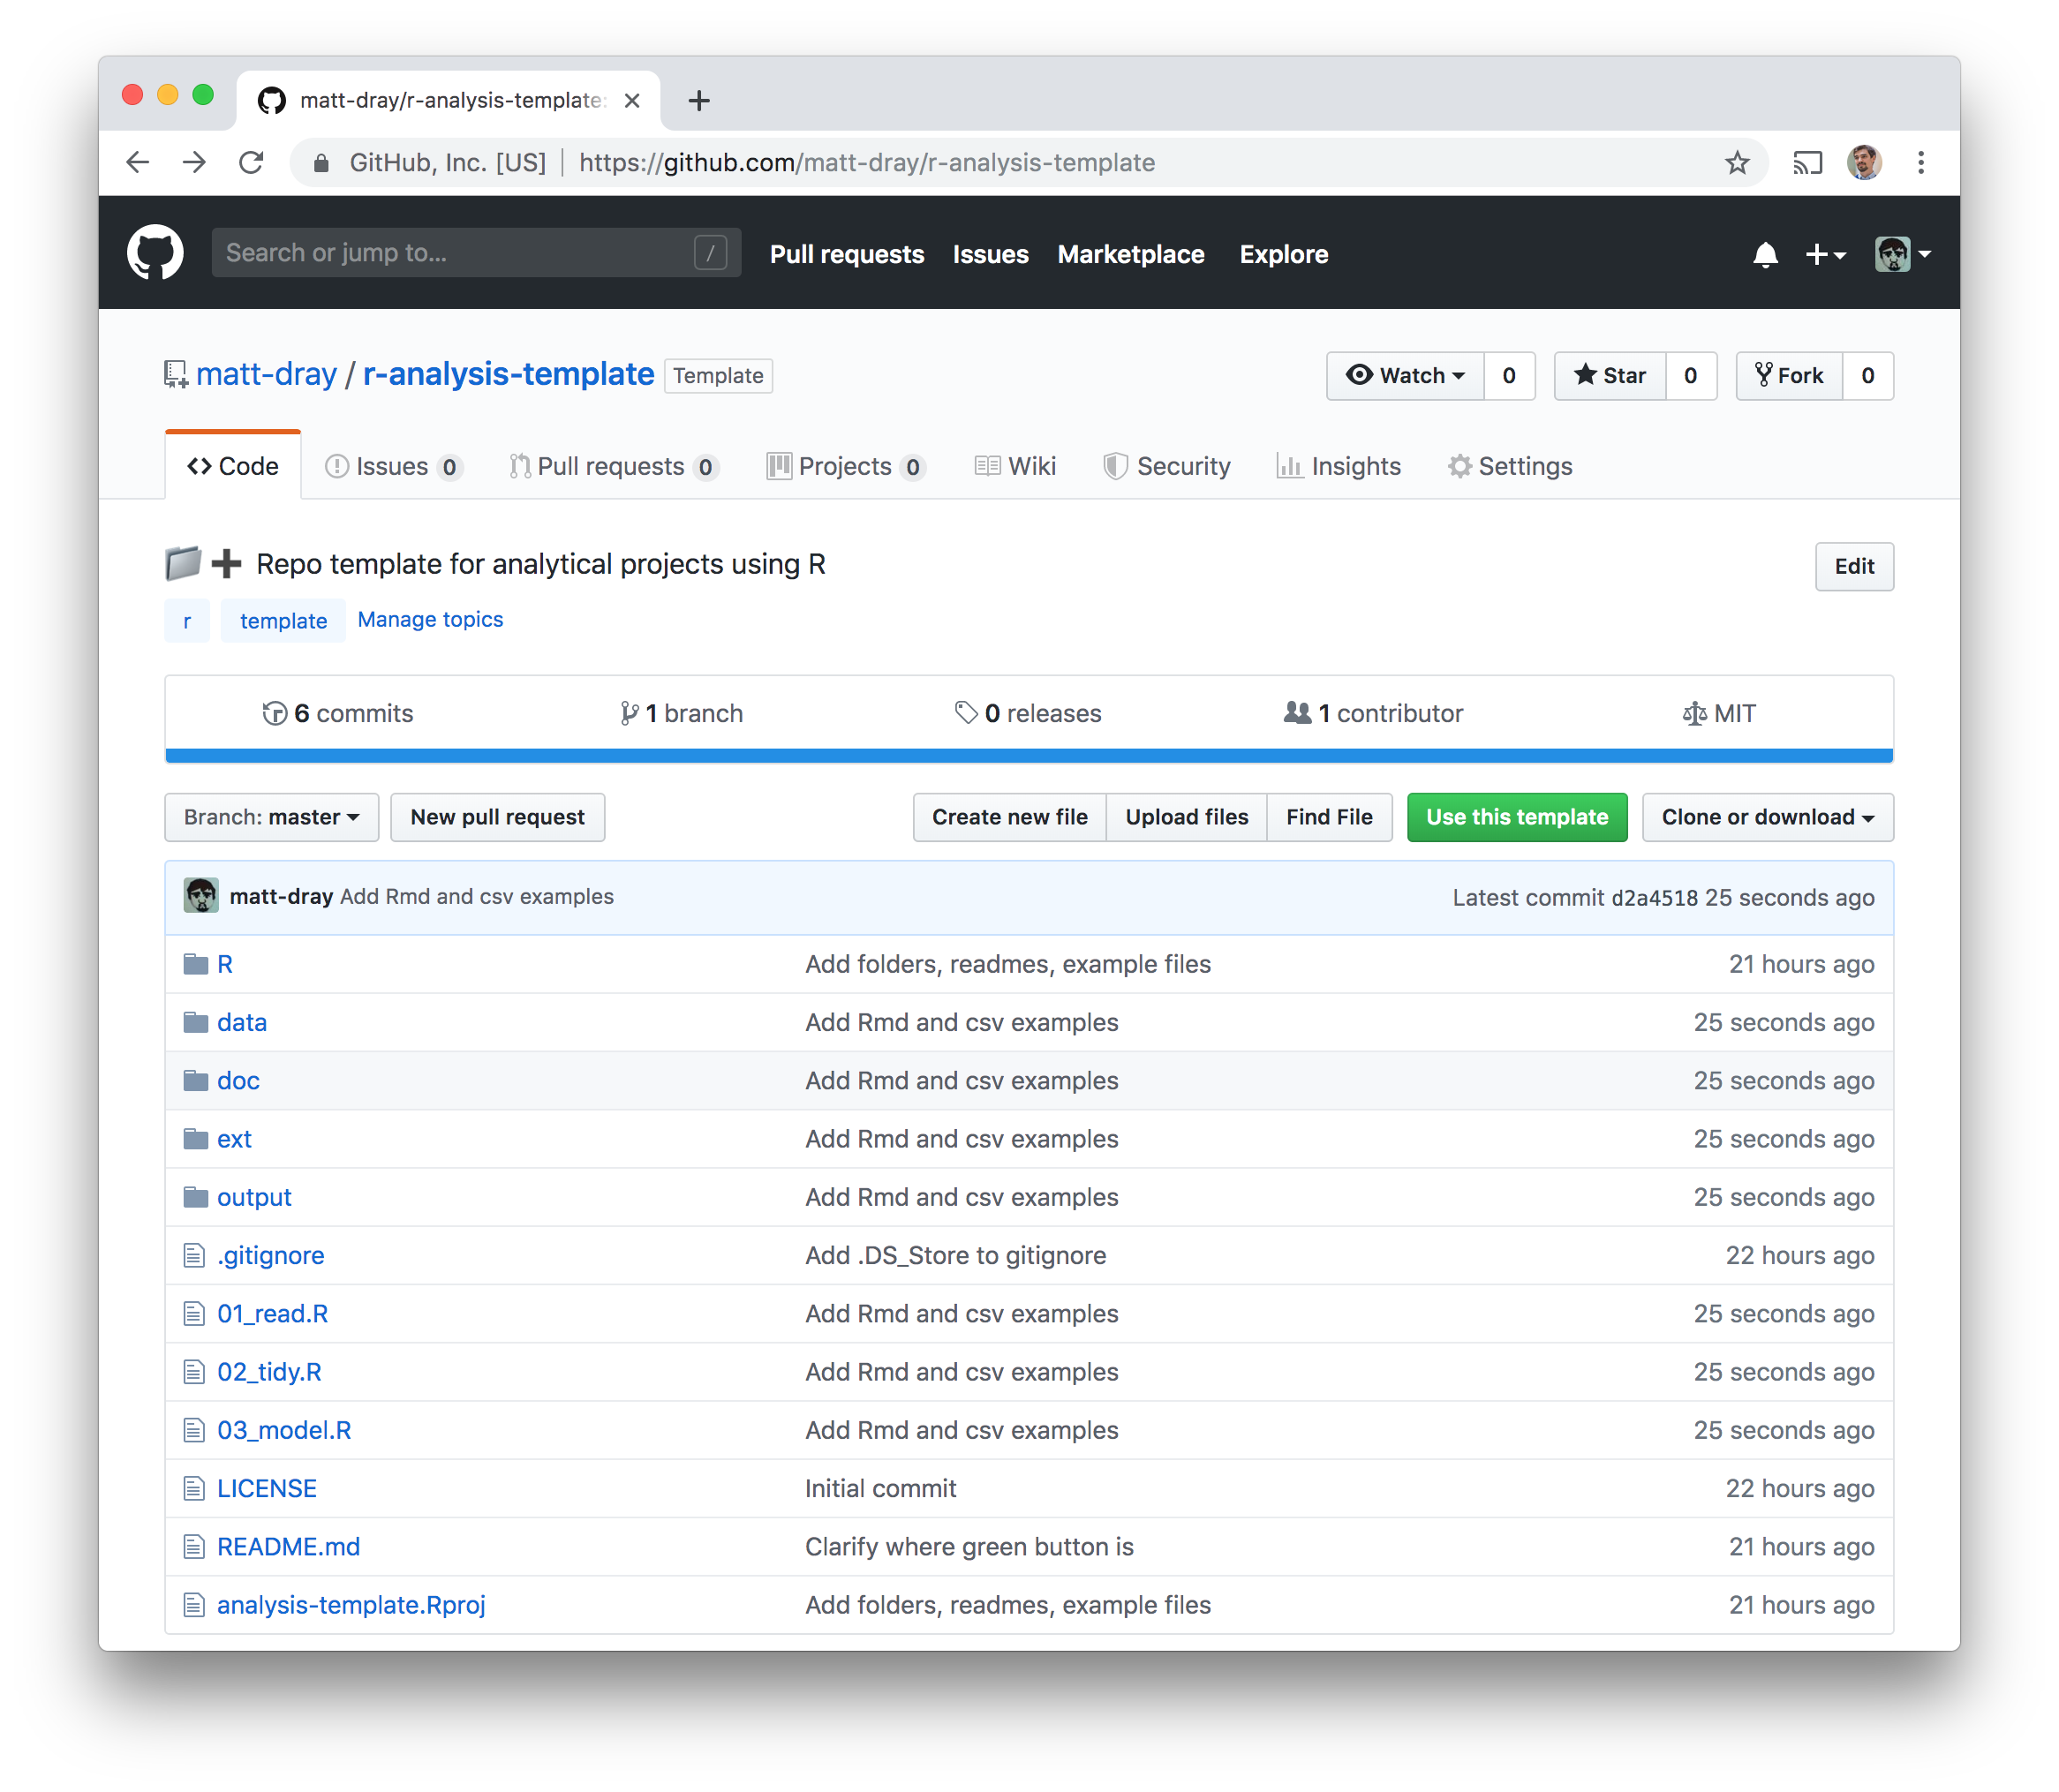 matt-dray/r-analysis-template:
GitHub, Inc. [US] | https://github.com/matt-dray/r-analysis-template
Search or jump to... / Pull requests Issues Marketplace Explore
matt-dray / r-analysis-template Template Watch 0 Star 0 Fork 0
Code Issues 0 Pull requests 0 Projects 0 Wiki Security Insights Settings
Repo template for analytical projects using R Edit
r template Manage topics
6 commits 1 branch 0 releases 1 contributor MIT
Branch: master New pull request Create new file Upload files Find File Use this template Clone or download
matt-dray Add Rmd and csv examples Latest commit d2a4518 25 seconds ago
R Add folders, readmes, example files 21 hours ago
data Add Rmd and csv examples 25 seconds ago
doc Add Rmd and csv examples 25 seconds ago
ext Add Rmd and csv examples 25 seconds ago
output Add Rmd and csv examples 25 seconds ago
.gitignore Add .DS_Store to gitignore 22 hours ago
01_read.R Add Rmd and csv examples 25 seconds ago
02_tidy.R Add Rmd and csv examples 25 seconds ago
03_model.R Add Rmd and csv examples 25 seconds ago
LICENSE Initial commit 22 hours ago
README.md Clarify where green button is 21 hours ago
analysis-template.Rproj Add folders, readmes, example files 21 hours ago